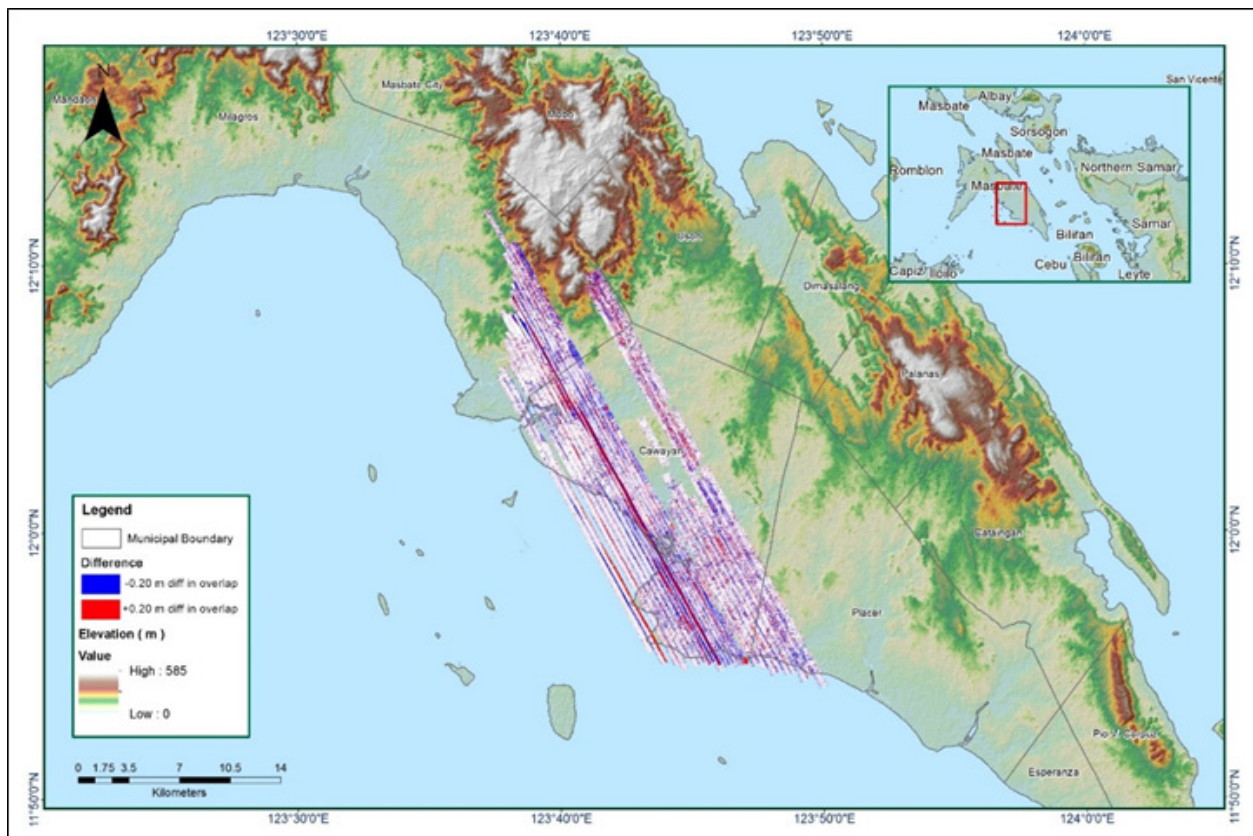 123°30'0"E
123°40'0"E
123°50'0"E
124°0'0"E
N
Mandaon
Milagros
Masbate City
Mobo
Uson
Dimasalang
Palanas
Cawayan
Cataingan
Placer
Pio V. Corpuz
Esperanza
San Vicente
Masbate
Albay
Sorsogon
Masbate
Romblon
Masbate
Northern Samar
Samar
Biliran
Biliran
Cebu
Leyte
Capiz
Iloilo
12°10'0"N
12°10'0"N
12°0'0"N
12°0'0"N
11°50'0"N
11°50'0"N
Legend
Municipal Boundary
Difference
-0.20 m diff in overlap
+0.20 m diff in overlap
Elevation ( m )
Value
High : 585
Low : 0
0 1.75 3.5 7 10.5 14
Kilometers
123°30'0"E
123°40'0"E
123°50'0"E
124°0'0"E